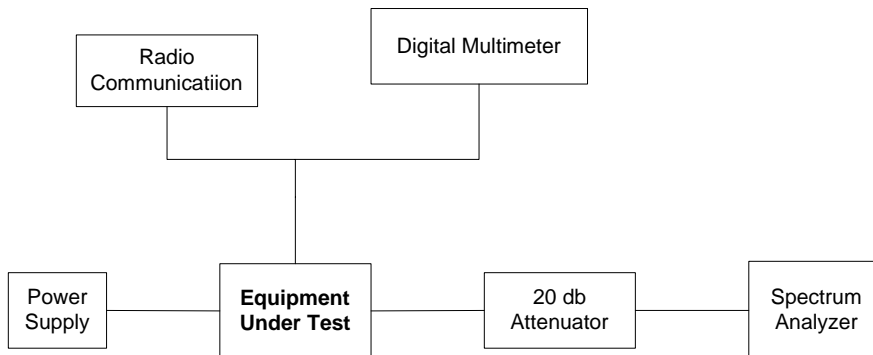 Radio
Communicatiion
Digital Multimeter
Power
Supply
Equipment
Under Test
20 db
Attenuator
Spectrum
Analyzer